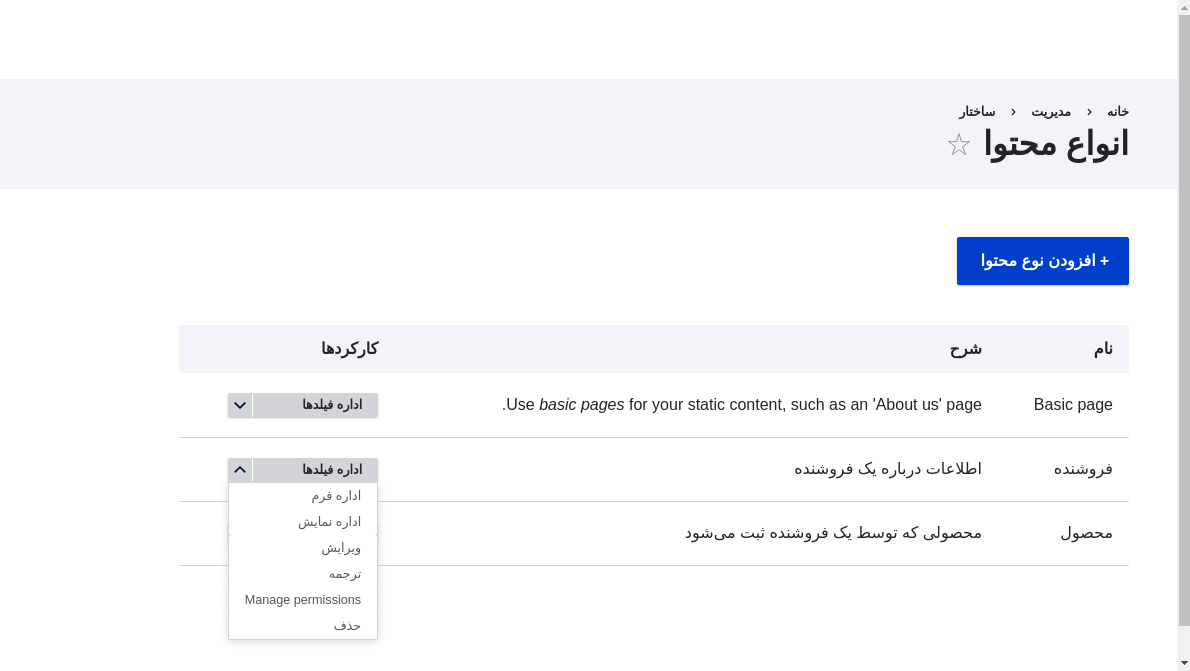 خانه › مدیریت › ساختار
انواع محتوا ☆
+ افزودن نوع محتوا
نام شرح کارکردها
Basic page Use basic pages for your static content, such as an 'About us' page. اداره فیلدها
فروشنده اطلاعات درباره یک فروشنده اداره فیلدها
اداره فرم
اداره نمایش
محصول محصولی که توسط یک فروشنده ثبت می‌شود
ویرایش
ترجمه
Manage permissions
حذف